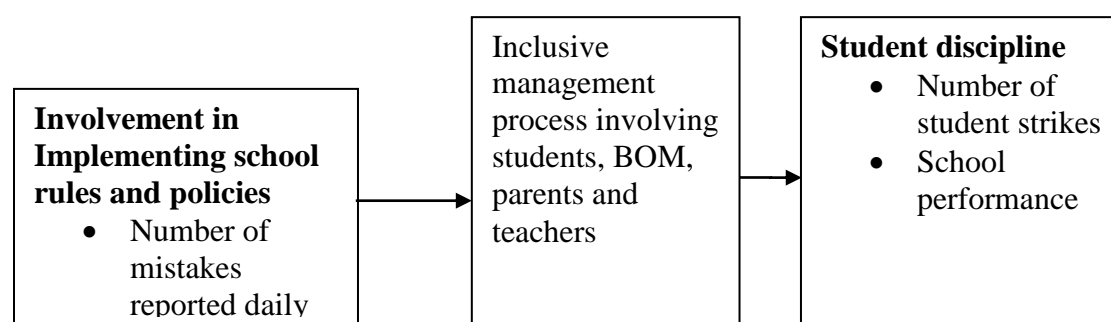 Involvement in
Implementing school
rules and policies
• Number of
mistakes
reported daily
Inclusive
management
process involving
students, BOM,
parents and
teachers
Student discipline
• Number of
student strikes
• School
performance